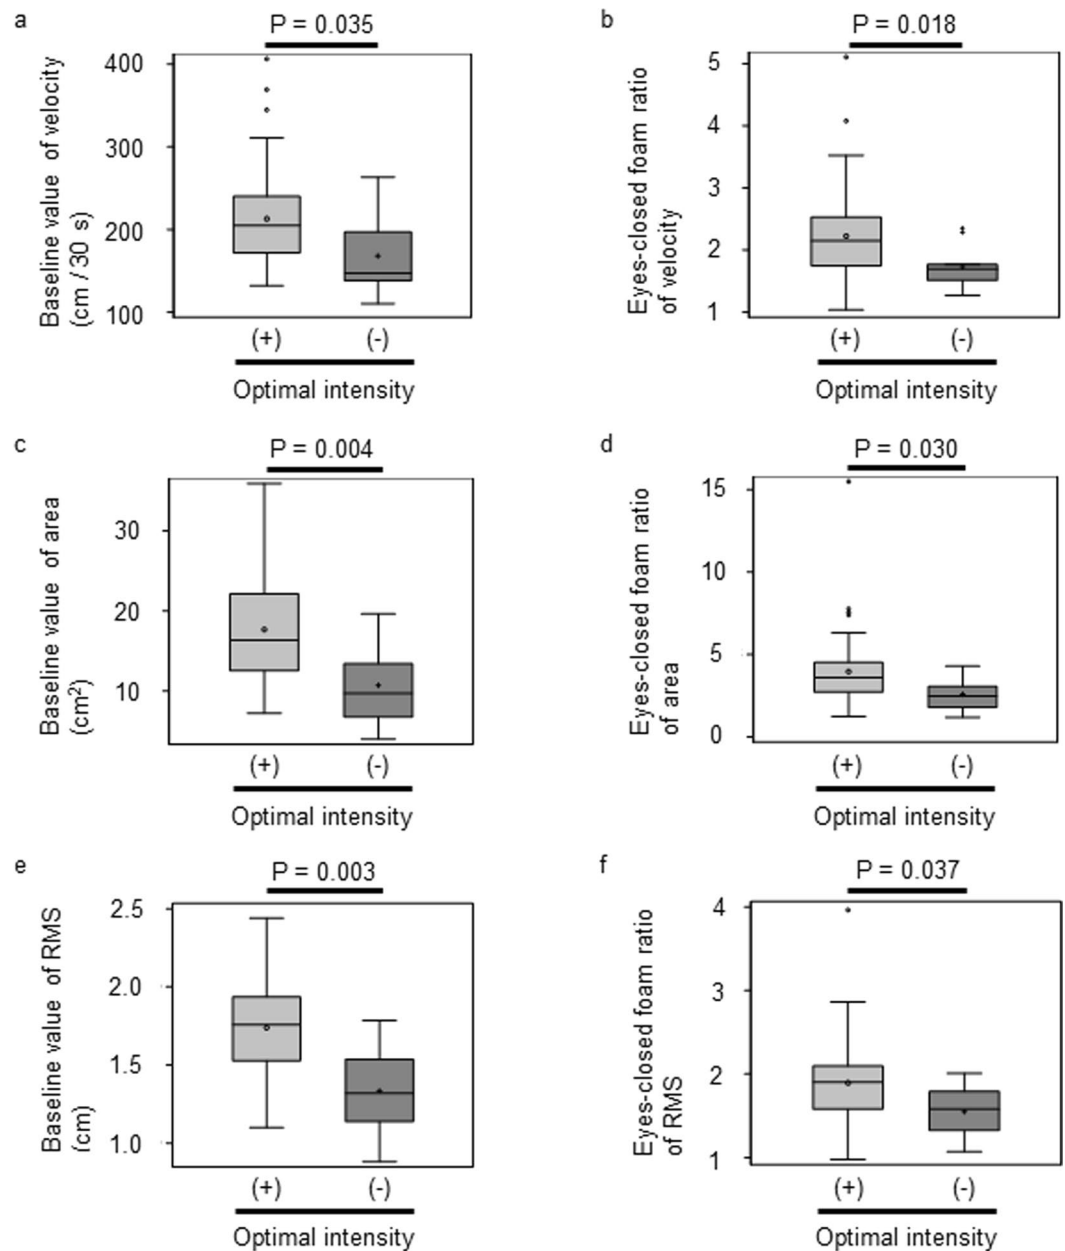 a
P = 0.035
Baseline value of velocity
(cm / 30 s)
400
300
200
100
(+)
(-)
Optimal intensity
b
P = 0.018
Eyes-closed foam ratio
of velocity
5
4
3
2
1
(+)
(-)
Optimal intensity
c
P = 0.004
Baseline value of area
(cm²)
30
20
10
(+)
(-)
Optimal intensity
d
P = 0.030
Eyes-closed foam ratio
of area
15
10
5
0
(+)
(-)
Optimal intensity
e
P = 0.003
Baseline value of RMS
(cm)
2.5
2.0
1.5
1.0
(+)
(-)
Optimal intensity
f
P = 0.037
Eyes-closed foam ratio
of RMS
4
3
2
1
(+)
(-)
Optimal intensity